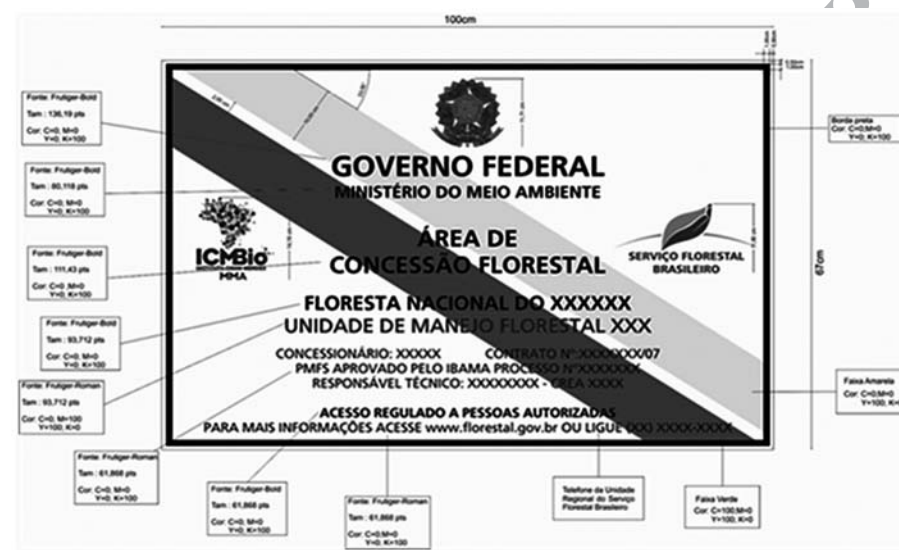 100cm
Fonte: Frutiger-Bold
Tam : 136,19 pts
Cor: C=0, M=0
Y=0; K=100
GOVERNO FEDERAL
MINISTÉRIO DO MEIO AMBIENTE
Borda preta
Cor: C=0;M=0
Y=0; K=100
Fonte: Frutiger-Bold
Tam : 80,118 pts
Cor: C=0, M=0
Y=0; K=100
ICMBio
MMA
ÁREA DE
CONCESSÃO FLORESTAL
SERVIÇO FLORESTAL
BRASILEIRO
67cm
Fonte: Frutiger-Bold
Tam : 111,43 pts
Cor: C=0 ;M=0
Y=0; K=100
FLORESTA NACIONAL DO XXXXXX
UNIDADE DE MANEJO FLORESTAL XXX
Fonte: Frutiger-Bold
Tam : 93,712 pts
Cor: C=0, M=0
Y=0; K=100
CONCESSIONÁRIO: XXXXX CONTRATO Nº:XXXXXXX/07
PMFS APROVADO PELO IBAMA PROCESSO NºXXXXXXX
RESPONSÁVEL TÉCNICO: XXXXXXXX - CREA XXXX
Fonte: Frutiger-Roman
Tam : 93,712 pts
Cor: C=0; M=100
Y=100; K=0
Faixa Amarela
Cor: C=0;M=0
Y=100; K=0
ACESSO REGULADO A PESSOAS AUTORIZADAS
PARA MAIS INFORMAÇÕES ACESSE www.florestal.gov.br OU LIGUE (XX) XXXX-XXXX
Fonte: Frutiger-Roman
Tam : 61,868 pts
Cor: C=0, M=0
Y=0; K=100
Fonte: Frutiger-Bold
Tam : 61,868 pts
Cor: C=0, M=0
Y=0; K=100
Fonte: Frutiger-Roman
Tam : 61,868 pts
Cor: C=0;M=0
Y=0; K=100
Telefone da Unidade
Regional do Serviço
Florestal Brasileiro
Faixa Verde
Cor: C=100;M=0
Y=100, K=0